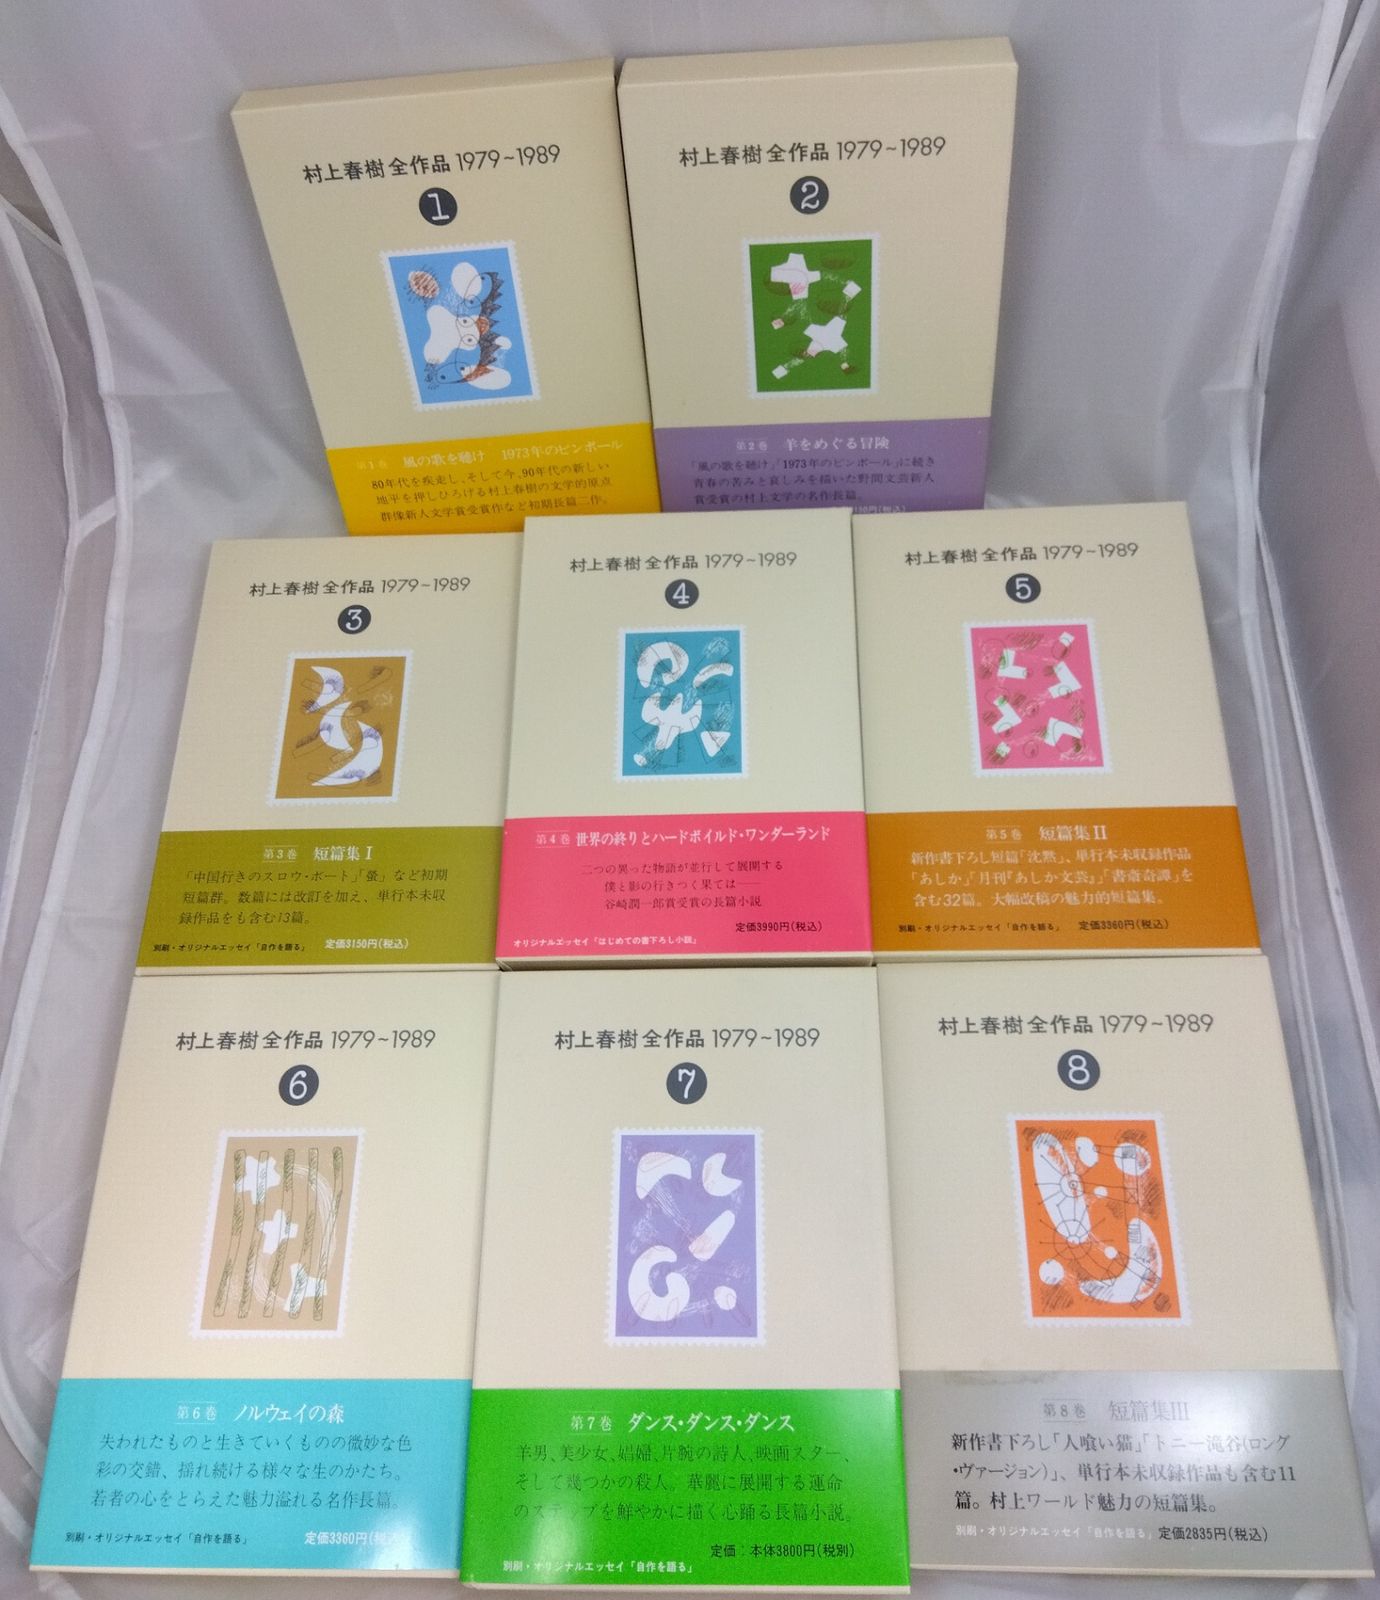 村上春樹全作品 1979~1989
1
第1巻 風の歌を聴け 1973年のピンボール
80年代を疾走し、そして今、90年代の新しい
地平を押しひろげる村上春樹の文学的原点
群像新人文学賞受賞作など初期長篇二作。
村上春樹全作品 1979~1989
2
第2巻 羊をめぐる冒険
「風の歌を聴け」「1973年のピンボール」に続き
青春の苦みと哀しみを描いた野間文芸新人
賞受賞の村上文学の名作長篇。
円(税込)
村上春樹全作品 1979~1989
3
第3巻 短篇集I
「中国行きのスロウ・ボート」「螢」など初期
短篇群。数篇には改訂を加え、単行本未収
録作品をも含む13篇。
別刷・オリジナルエッセイ「自作を語る」 定価3150円(税込)
村上春樹全作品 1979~1989
4
第4巻 世界の終りとハードボイルド・ワンダーランド
二つの異った物語が並行して展開する
僕と影の行きつく果ては——
谷崎潤一郎賞受賞の長篇小説
定価3990円(税込)
オリジナルエッセイ「はじめての書下ろし小説」
村上春樹全作品 1979~1989
5
第5巻 短篇集II
新作書下ろし短篇「沈黙」、単行本未収録作品
「あしか」「月刊『あしか文芸』」「書斎奇譚」を
含む32篇。大幅改稿の魅力的短篇集。
別刷・オリジナルエッセイ「自作を語る」 定価3360円(税込)
村上春樹全作品 1979~1989
6
第6巻 ノルウェイの森
失われたものと生きていくものの微妙な色
彩の交錯、揺れ続ける様々な生のかたち。
若者の心をとらえた魅力溢れる名作長篇。
別刷・オリジナルエッセイ「自作を語る」 定価3360円(税込)
村上春樹全作品 1979~1989
7
第7巻 ダンス・ダンス・ダンス
羊男、美少女、娼婦、片腕の詩人、映画スター、
そして幾つかの殺人。華麗に展開する運命
のステップを鮮やかに描く心踊る長篇小説。
定価:本体3800円(税別)
別刷・オリジナルエッセイ「自作を語る」
村上春樹全作品 1979~1989
8
第8巻 短篇集III
新作書下ろし「人喰い猫」「トニー滝谷(ロング
・ヴァージョン)」、単行本未収録作品も含む11
篇。村上ワールド魅力の短篇集。
別刷・オリジナルエッセイ「自作を語る」 定価2835円(税込)